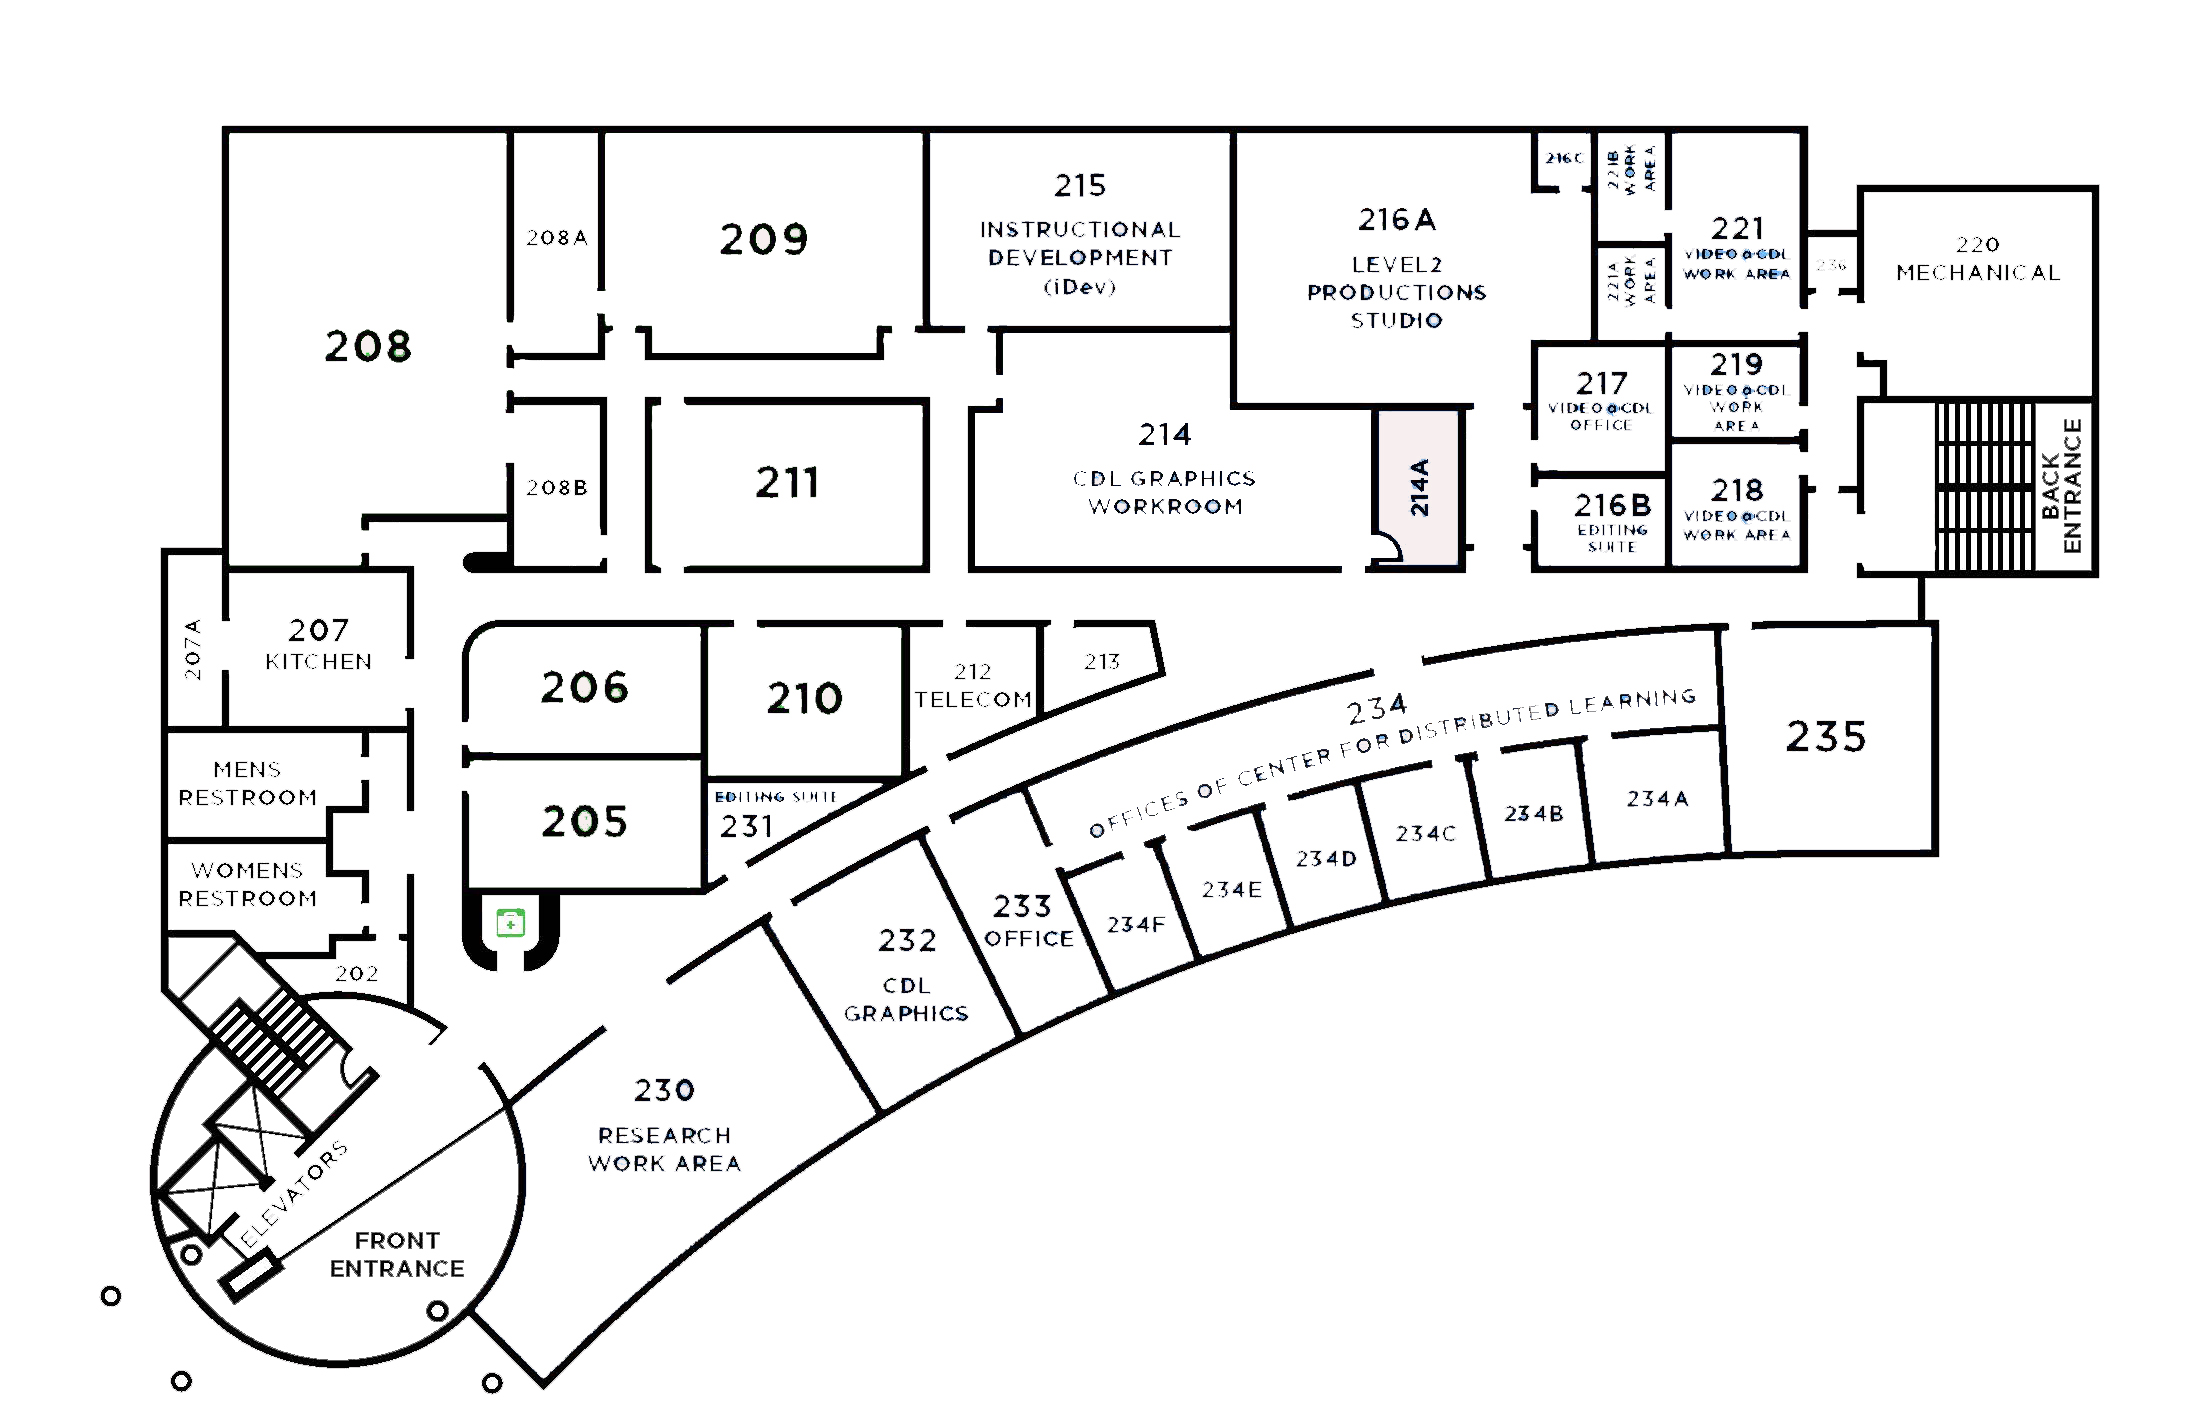 208
208A
209
215
INSTRUCTIONAL
DEVELOPMENT
(iDev)
216A
LEVEL2
PRODUCTIONS
STUDIO
216C
221B
WORK
AREA
221A
WORK
AREA
221
VIDEO@CDL
WORK AREA
236
220
MECHANICAL
208B
211
214
CDL GRAPHICS
WORKROOM
214A
217
VIDEO@CDL
OFFICE
219
VIDEO@CDL
WORK
AREA
216B
EDITING
SUITE
218
VIDEO@CDL
WORK AREA
BACK
ENTRANCE
207A
207
KITCHEN
206
210
212
TELECOM
213
234
OFFICES OF CENTER FOR DISTRIBUTED LEARNING
235
MENS
RESTROOM
205
EDITING SUITE
231
WOMENS
RESTROOM
202
232
CDL
GRAPHICS
233
OFFICE
234F
234E
234D
234C
234B
234A
230
RESEARCH
WORK AREA
ELEVATORS
FRONT
ENTRANCE